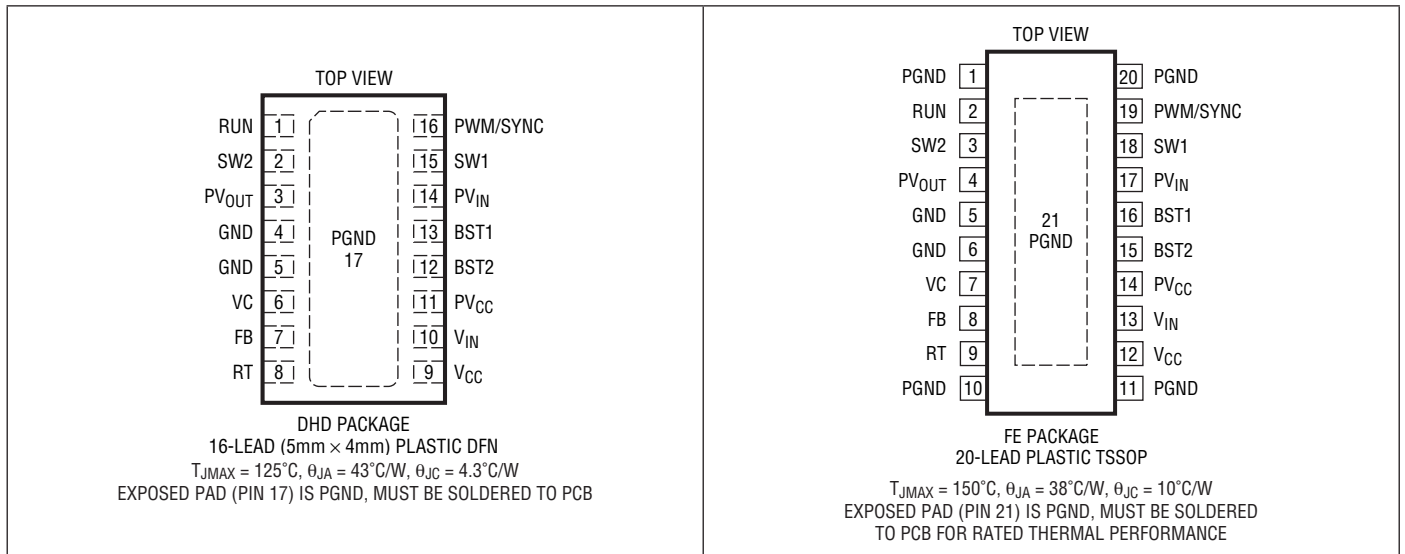 TOP VIEW
RUN 1 16 PWM/SYNC
SW2 2 15 SW1
PVOUT 3 14 PVIN
GND 4 13 BST1
PGND
17
GND 5 12 BST2
VC 6 11 PVCC
FB 7 10 VIN
RT 8 9 VCC
DHD PACKAGE
16-LEAD (5mm × 4mm) PLASTIC DFN
TJMAX = 125°C, θJA = 43°C/W, θJC = 4.3°C/W
EXPOSED PAD (PIN 17) IS PGND, MUST BE SOLDERED TO PCB
TOP VIEW
PGND 1 20 PGND
RUN 2 19 PWM/SYNC
SW2 3 18 SW1
PVOUT 4 17 PVIN
GND 5 16 BST1
21
PGND
GND 6 15 BST2
VC 7 14 PVCC
FB 8 13 VIN
RT 9 12 VCC
PGND 10 11 PGND
FE PACKAGE
20-LEAD PLASTIC TSSOP
TJMAX = 150°C, θJA = 38°C/W, θJC = 10°C/W
EXPOSED PAD (PIN 21) IS PGND, MUST BE SOLDERED
TO PCB FOR RATED THERMAL PERFORMANCE